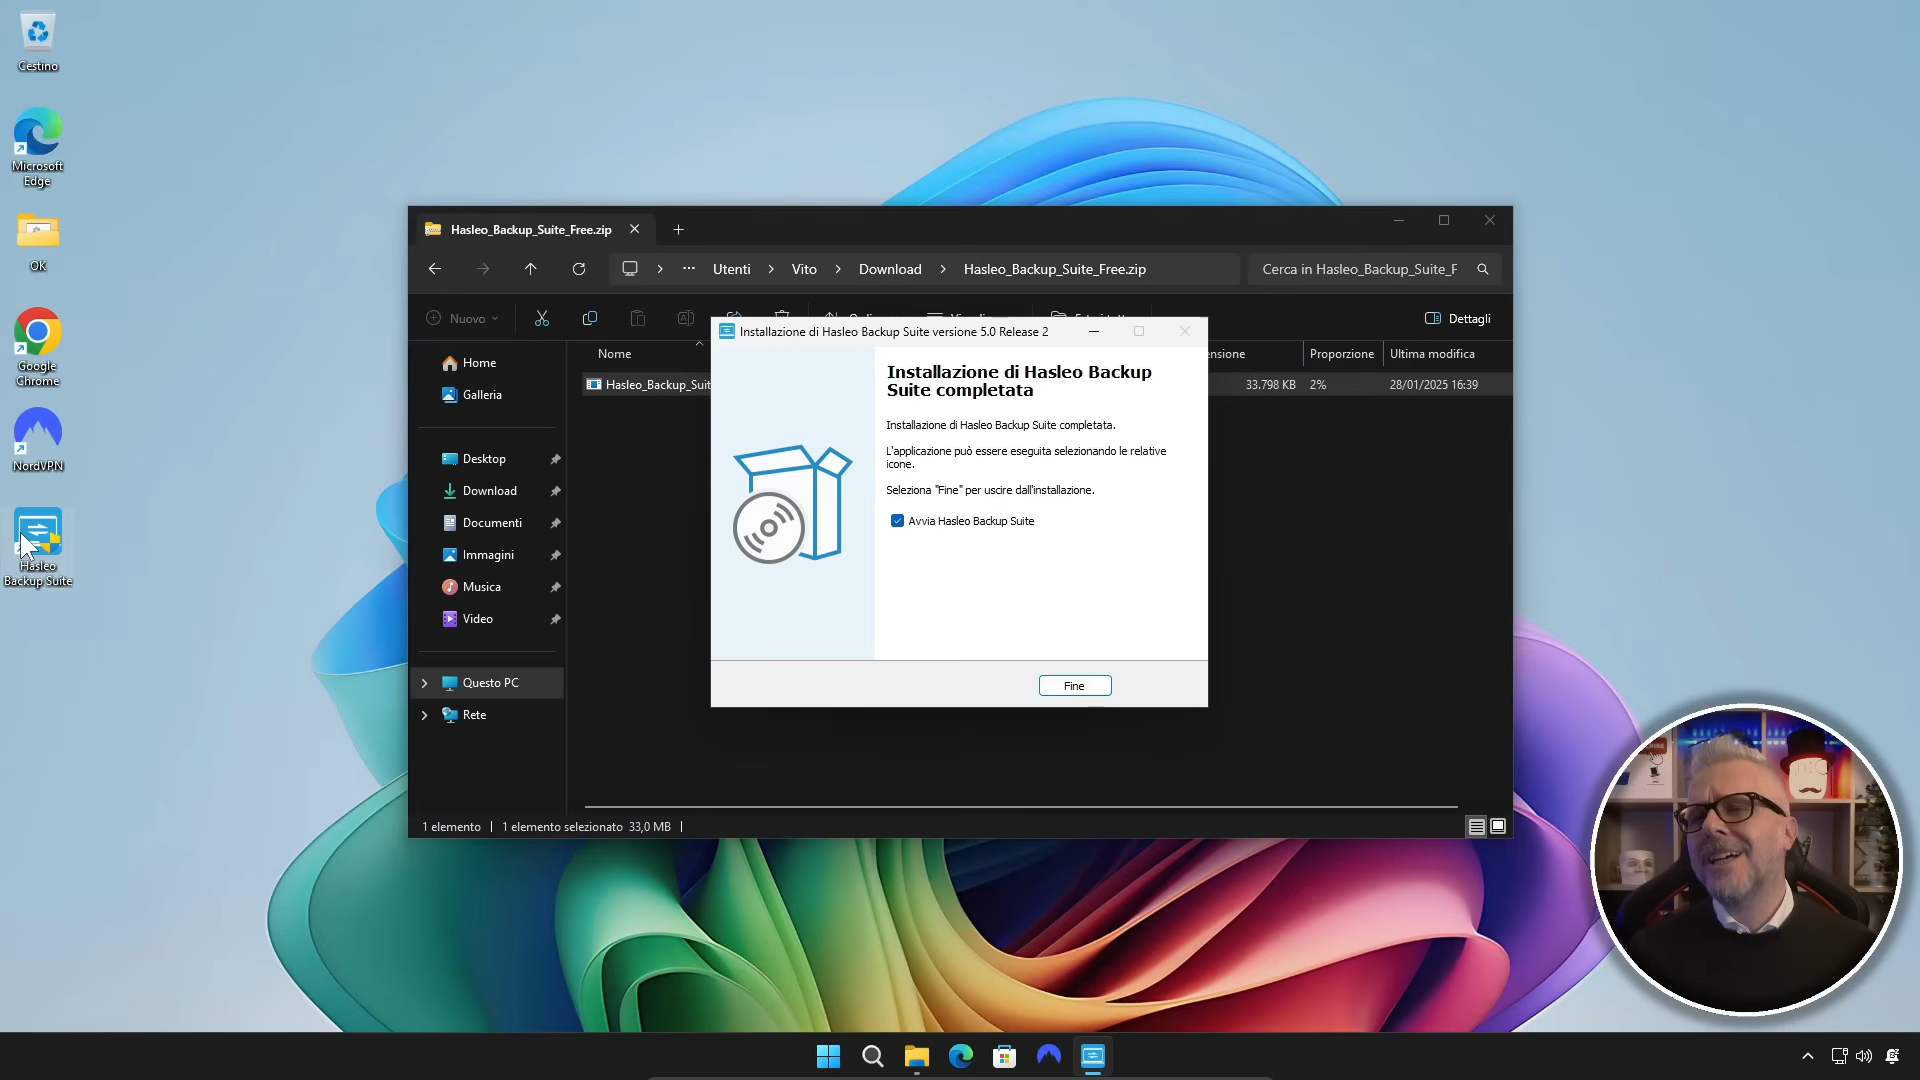 Cestino
Microsoft
Edge
OK
Google
Chrome
NordVPN
Hasleo
Backup Suite
Hasleo_Backup_Suite_Free.zip
Utenti
Vito
Download
Hasleo_Backup_Suite_Free.zip
Cerca in Hasleo_Backup_Suite_F
Nuovo
Dettagli
Home
Galleria
Desktop
Download
Documenti
Immagini
Musica
Video
Questo PC
Rete
Nome
ensione
Proporzione
Ultima modifica
Hasleo_Backup_Suit
33.798 KB
2%
28/01/2025 16:39
Installazione di Hasleo Backup Suite versione 5.0 Release 2
Installazione di Hasleo Backup
Suite completata
Installazione di Hasleo Backup Suite completata.
L'applicazione può essere eseguita selezionando le relative
icone.
Seleziona "Fine" per uscire dall'installazione.
Avvia Hasleo Backup Suite
Fine
1 elemento
1 elemento selezionato 33,0 MB